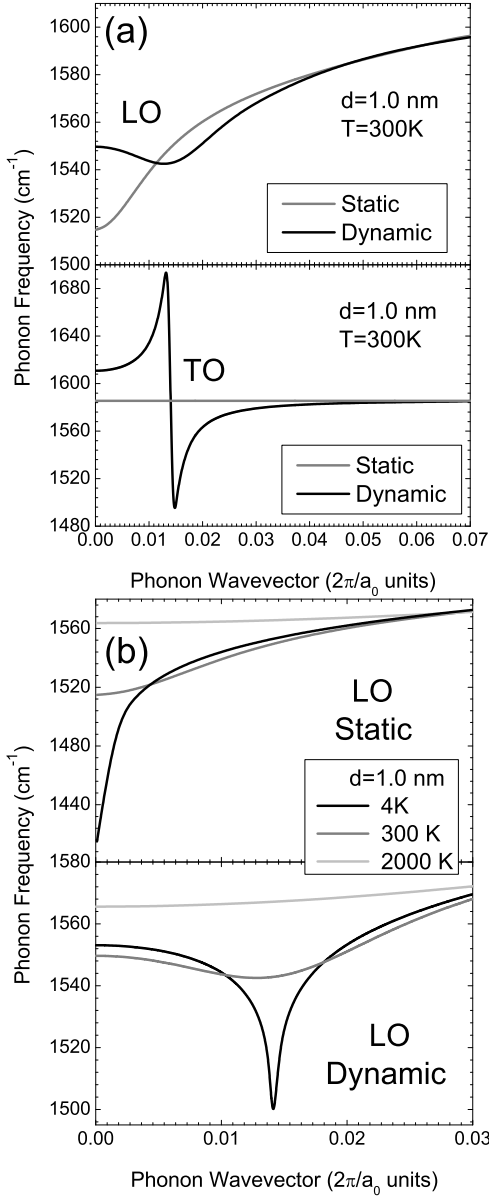 (a)
1600
1580
1560
1540
1520
1500
LO
d=1.0 nm
T=300K
Static
Dynamic
Phonon Frequency (cm⁻¹)
1680
1640
1600
1560
1520
1480
TO
d=1.0 nm
T=300K
Static
Dynamic
0.00 0.01 0.02 0.03 0.04 0.05 0.06 0.07
Phonon Wavevector (2π/a₀ units)
(b)
1560
1520
1480
1440
LO
Static
d=1.0 nm
4K
300 K
2000 K
Phonon Frequency (cm⁻¹)
1580
1560
1540
1520
1500
LO
Dynamic
0.00 0.01 0.02 0.03
Phonon Wavevector (2π/a₀ units)